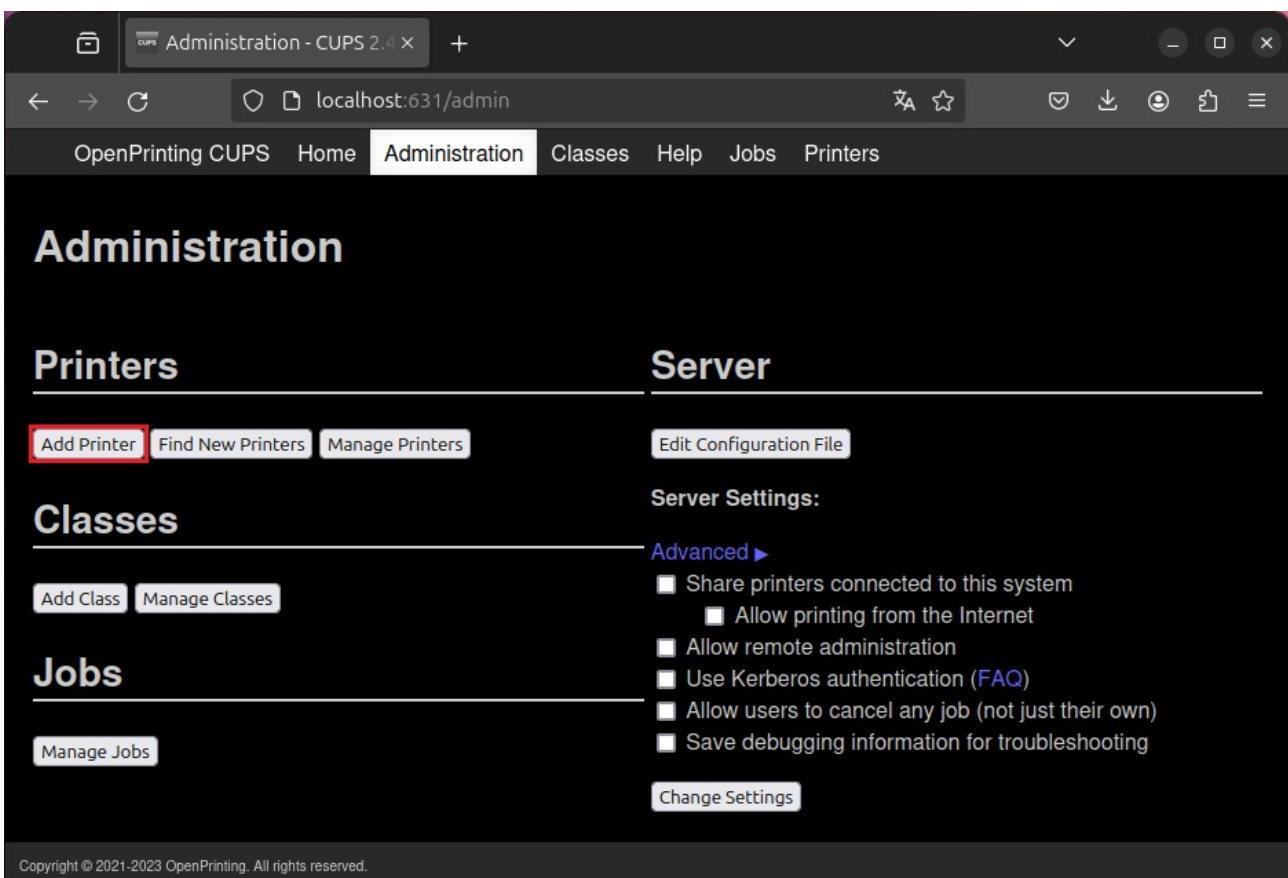 Administration - CUPS 2.4
localhost:631/admin
OpenPrinting CUPS Home Administration Classes Help Jobs Printers
Administration
Printers
Add Printer Find New Printers Manage Printers
Classes
Add Class Manage Classes
Jobs
Manage Jobs
Server
Edit Configuration File
Server Settings:
Advanced ▶
Share printers connected to this system
Allow printing from the Internet
Allow remote administration
Use Kerberos authentication (FAQ)
Allow users to cancel any job (not just their own)
Save debugging information for troubleshooting
Change Settings
Copyright © 2021-2023 OpenPrinting. All rights reserved.